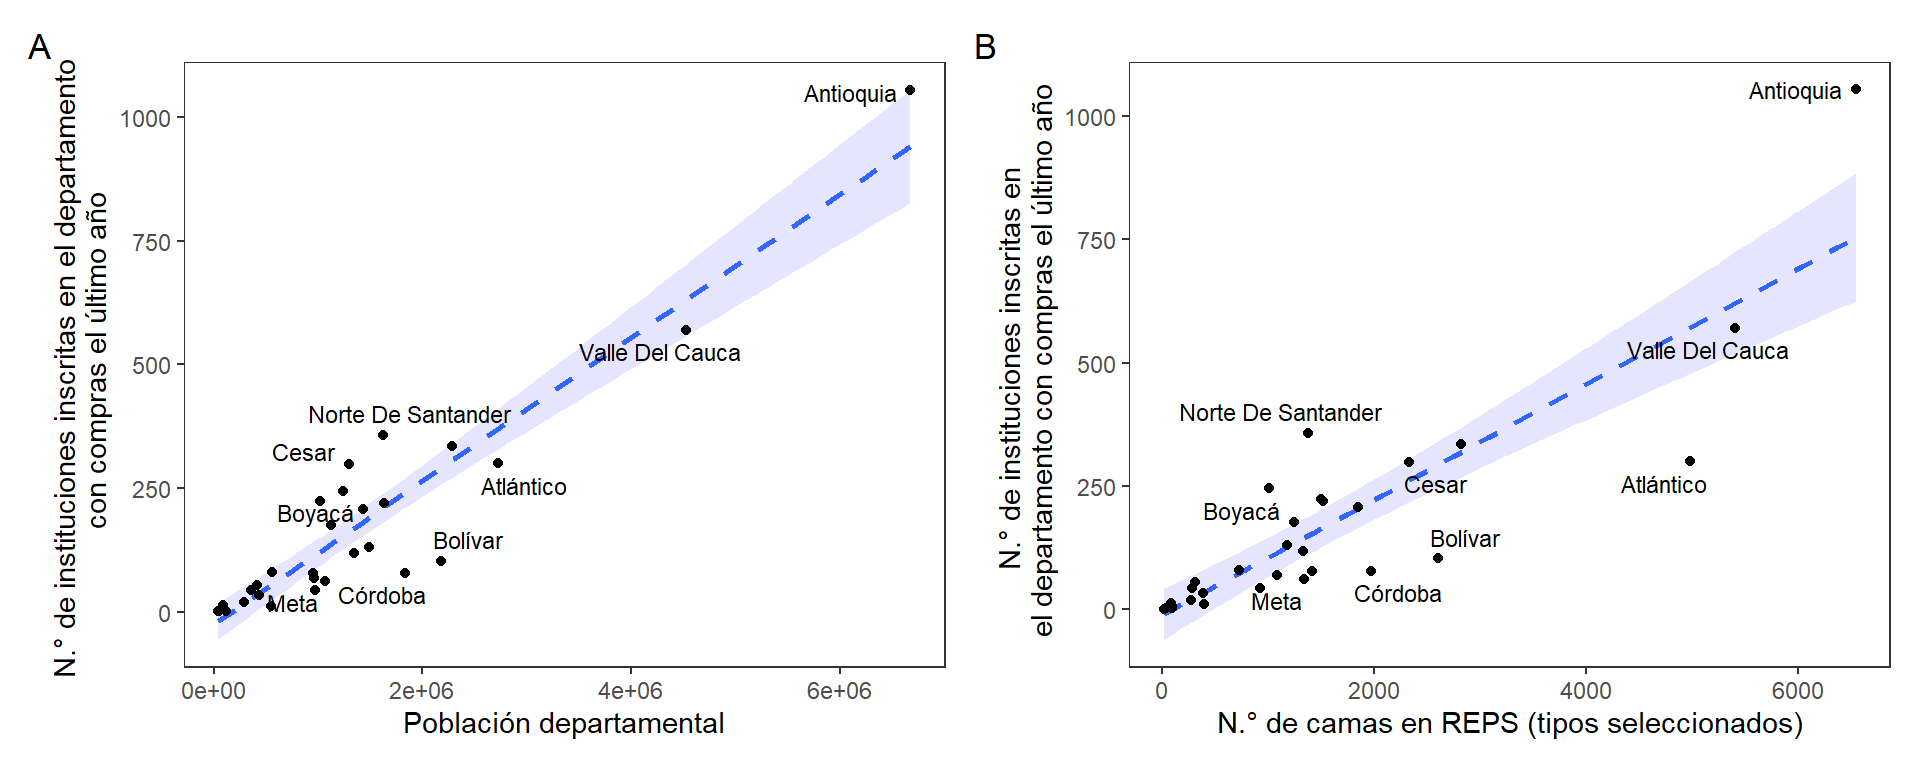 A
N.° de instituciones inscritas en el departamento
con compras el último año
1000
750
500
250
0
Antioquia
Valle Del Cauca
Norte De Santander
Cesar
Atlántico
Boyacá
Bolívar
Meta
Córdoba
0e+00
2e+06
4e+06
6e+06
Población departamental
B
N.° de instituciones inscritas en
el departamento con compras el último año
1000
750
500
250
0
Antioquia
Valle Del Cauca
Norte De Santander
Cesar
Atlántico
Boyacá
Bolívar
Meta
Córdoba
0
2000
4000
6000
N.° de camas en REPS (tipos seleccionados)